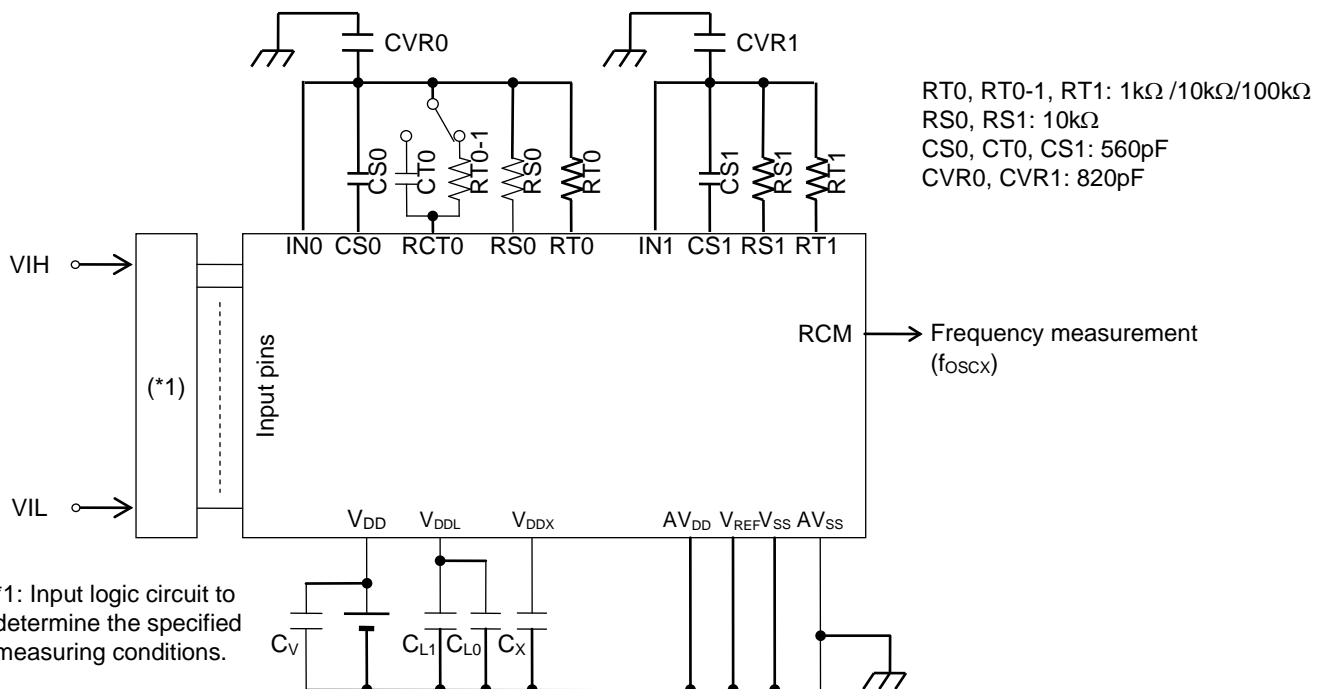 CVR0
CVR1
RT0, RT0-1, RT1: 1kΩ /10kΩ/100kΩ
RS0, RS1: 10kΩ
CS0, CT0, CS1: 560pF
CVR0, CVR1: 820pF
CS0
CT0
RT0-1
RS0
RT0
CS1
RS1
RT1
IN0 CS0 RCT0 RS0 RT0 IN1 CS1 RS1 RT1
VIH
(*1)
Input pins
RCM
Frequency measurement
(fOSCX)
VIL
VDD VDDL VDDX AVDD VREF VSS AVSS
*1: Input logic circuit to
determine the specified
measuring conditions.
CV CL1 CL0 CX